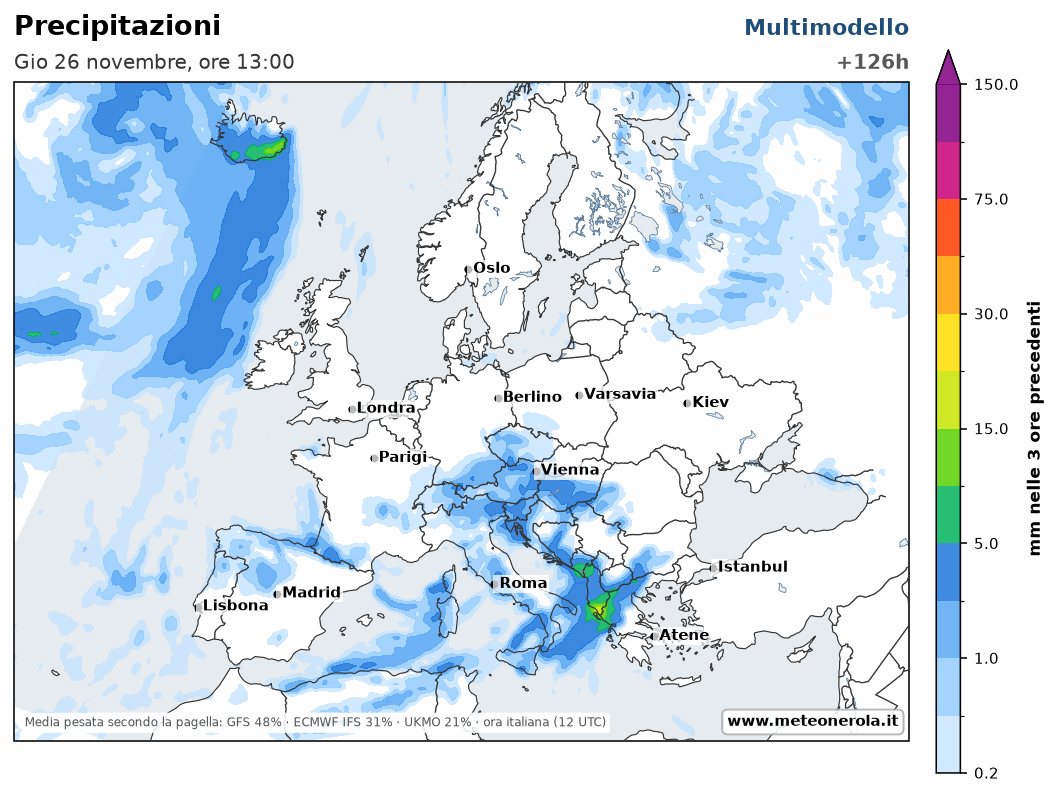 Precipitazioni
Multimodello
Gio 26 novembre, ore 13:00
+126h
150.0
75.0
30.0
15.0
5.0
1.0
0.2
mm nelle 3 ore precedenti
Oslo
Berlino
Varsavia
Kiev
Londra
Parigi
Vienna
Istanbul
Roma
Madrid
Lisbona
Atene
Media pesata secondo la pagella: GFS 48% · ECMWF IFS 31% · UKMO 21% · ora italiana (12 UTC)
www.meteonerola.it